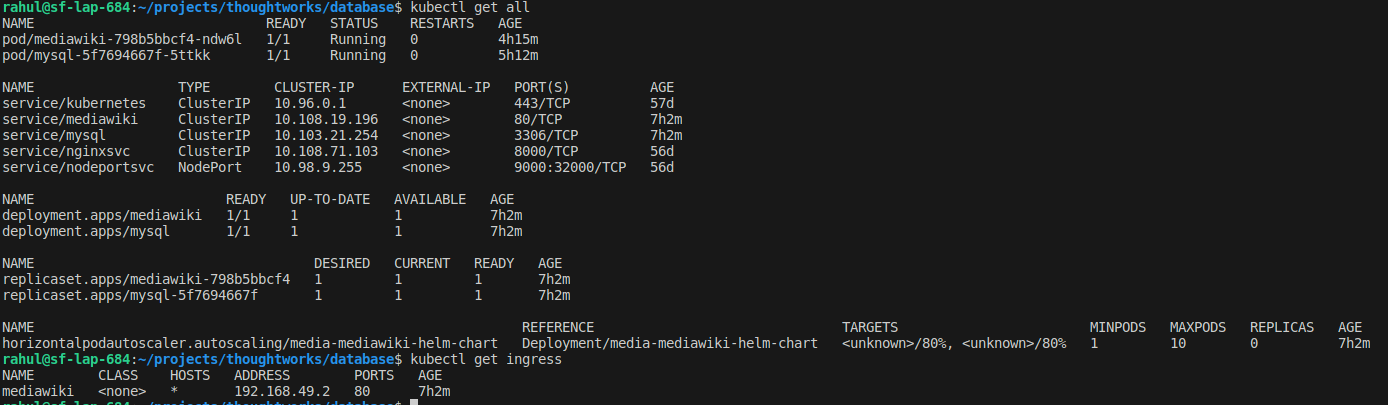 rahul@sf-lap-684:~/projects/thoughtworks/database$ kubectl get all
NAME                             READY   STATUS    RESTARTS   AGE
pod/mediawiki-798b5bbcf4-ndw6l   1/1     Running   0          4h15m
pod/mysql-5f7694667f-5ttkk       1/1     Running   0          5h12m

NAME                  TYPE        CLUSTER-IP      EXTERNAL-IP   PORT(S)          AGE
service/kubernetes    ClusterIP   10.96.0.1       <none>        443/TCP          57d
service/mediawiki     ClusterIP   10.108.19.196   <none>        80/TCP           7h2m
service/mysql         ClusterIP   10.103.21.254   <none>        3306/TCP         7h2m
service/nginxsvc      ClusterIP   10.108.71.103   <none>        8000/TCP         56d
service/nodeportsvc   NodePort    10.98.9.255     <none>        9000:32000/TCP   56d

NAME                        READY   UP-TO-DATE   AVAILABLE   AGE
deployment.apps/mediawiki   1/1     1            1           7h2m
deployment.apps/mysql       1/1     1            1           7h2m

NAME                                   DESIRED   CURRENT   READY   AGE
replicaset.apps/mediawiki-798b5bbcf4   1         1         1       7h2m
replicaset.apps/mysql-5f7694667f       1         1         1       7h2m

NAME                                                             REFERENCE                               TARGETS                        MINPODS   MAXPODS   REPLICAS   AGE
horizontalpodautoscaler.autoscaling/media-mediawiki-helm-chart   Deployment/media-mediawiki-helm-chart   <unknown>/80%, <unknown>/80%   1         10        0          7h2m
rahul@sf-lap-684:~/projects/thoughtworks/database$ kubectl get ingress
NAME        CLASS    HOSTS   ADDRESS        PORTS   AGE
mediawiki   <none>   *       192.168.49.2   80      7h2m
rahul@sf-lap-684:~/projects/thoughtworks/database$